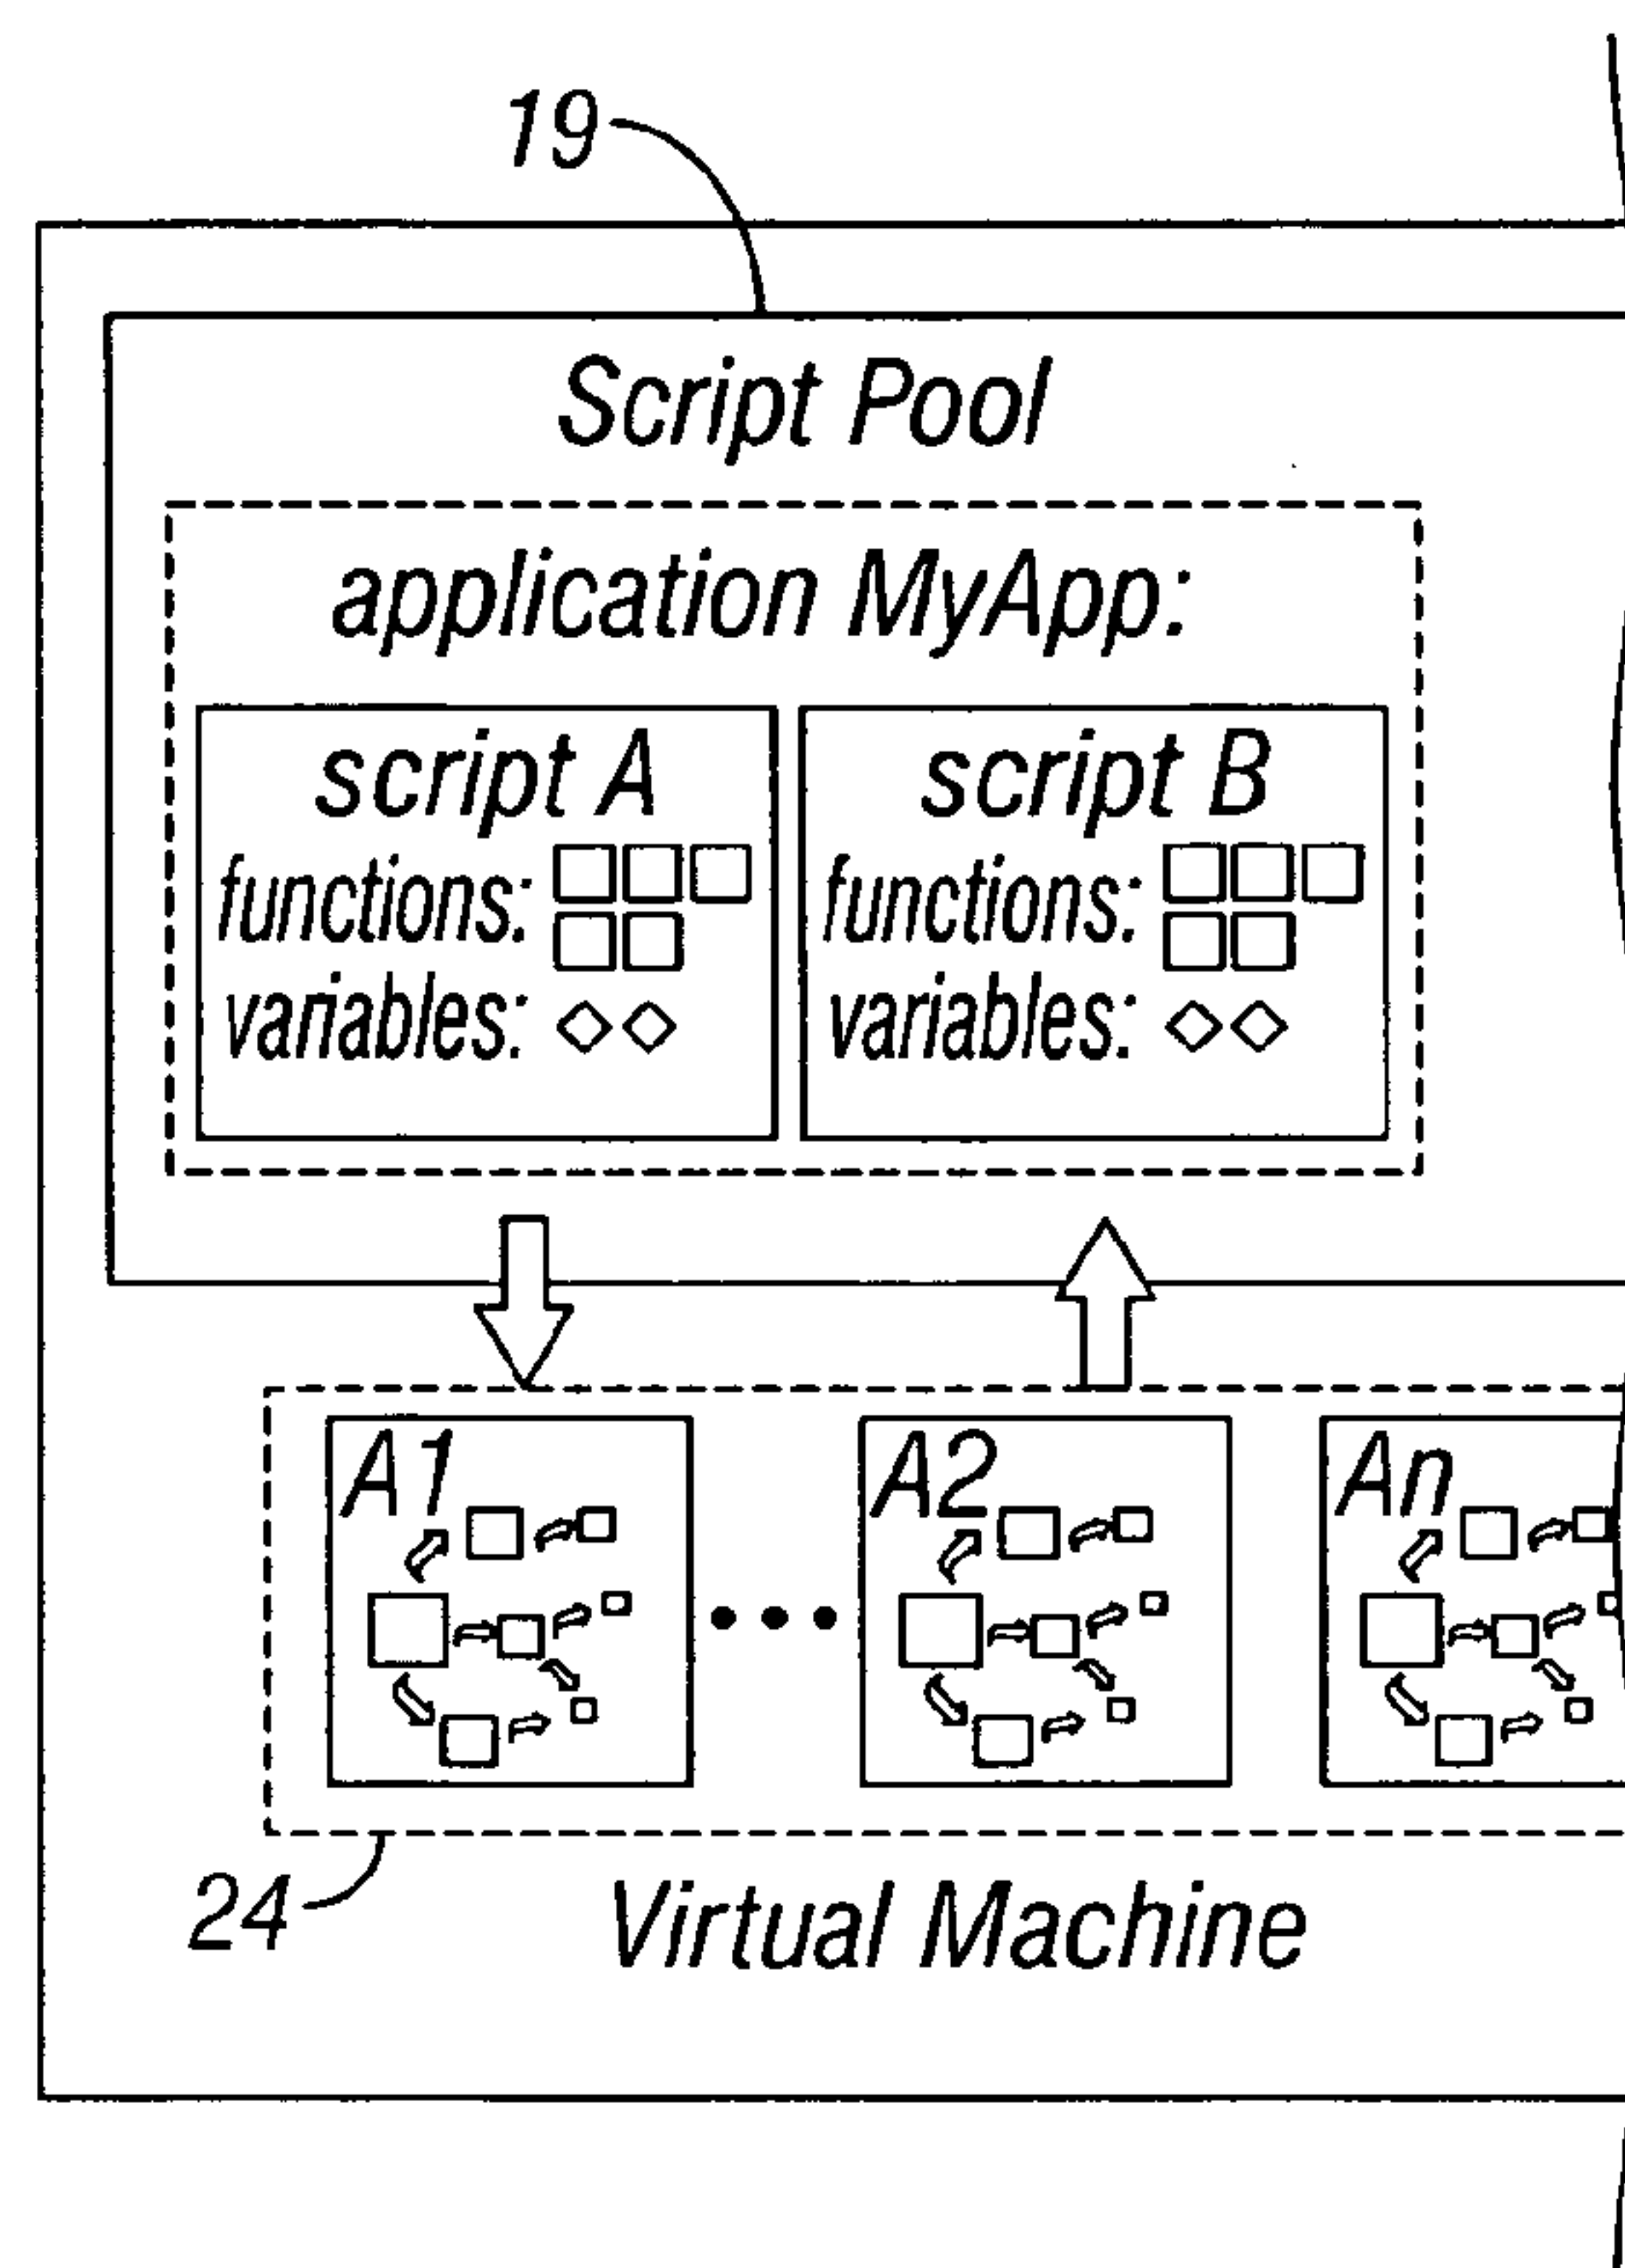 19
Script Pool
application MyApp:
script A
functions:
variables:
script B
functions:
variables:
A1
A2
An
24
Virtual Machine